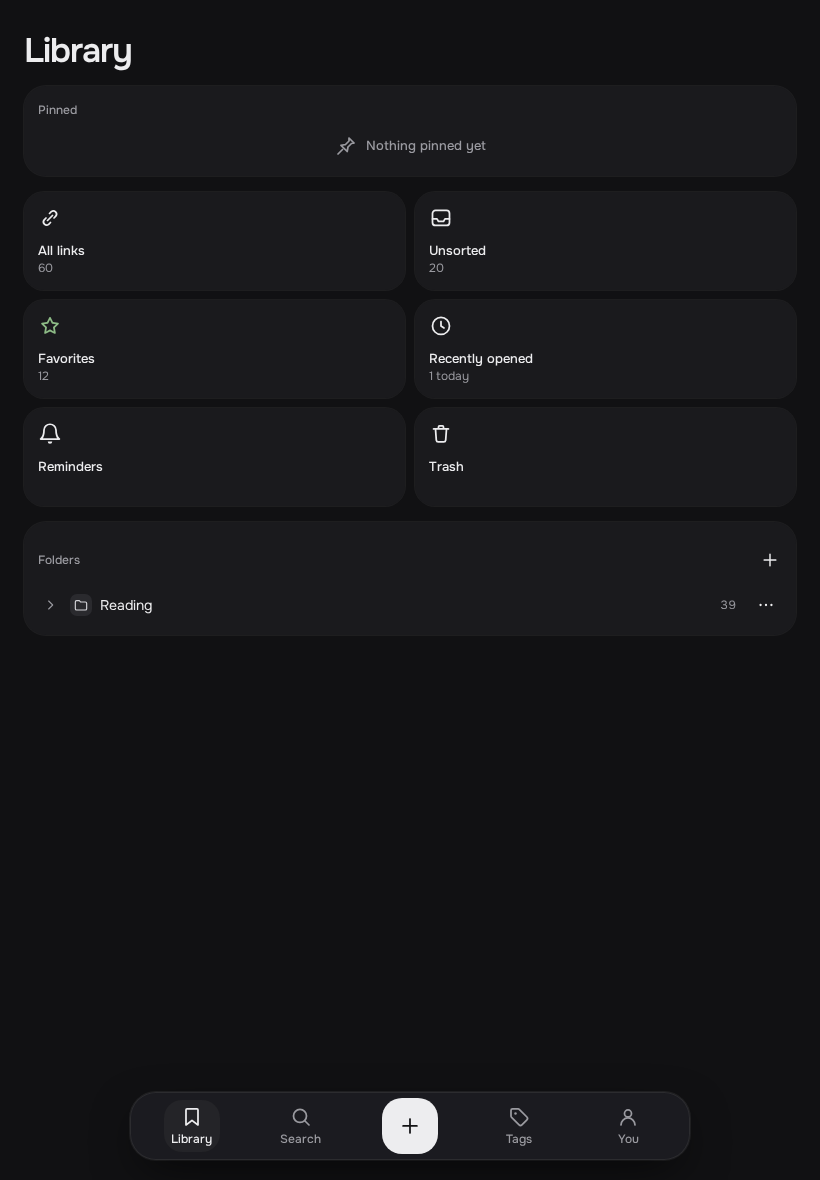 Library
Pinned
Nothing pinned yet
All links
60
Unsorted
20
Favorites
12
Recently opened
1 today
Reminders
Trash
Folders
Reading
39
Library
Search
Tags
You